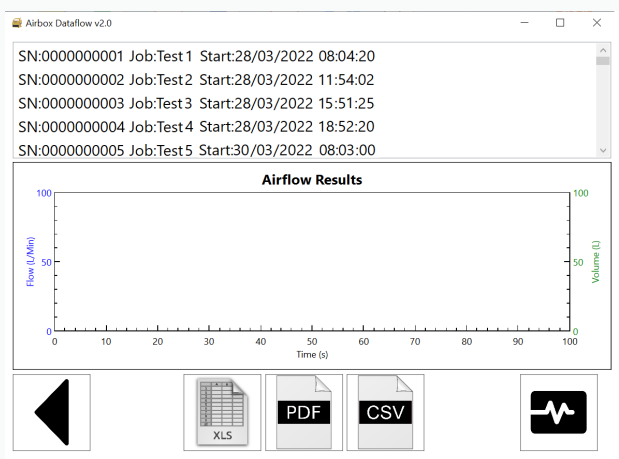 Airbox Dataflow v2.0
SN:0000000001 Job:Test1 Start:28/03/2022 08:04:20
SN:0000000002 Job:Test2 Start:28/03/2022 11:54:02
SN:0000000003 Job:Test3 Start:28/03/2022 15:51:25
SN:0000000004 Job:Test4 Start:28/03/2022 18:52:20
SN:0000000005 Job:Test5 Start:30/03/2022 08:03:00
Airflow Results
100 100
Flow (L/Min)
50 50
Volume (L)
0 0
0 10 20 30 40 50 60 70 80 90 100
Time (s)
XLS PDF CSV